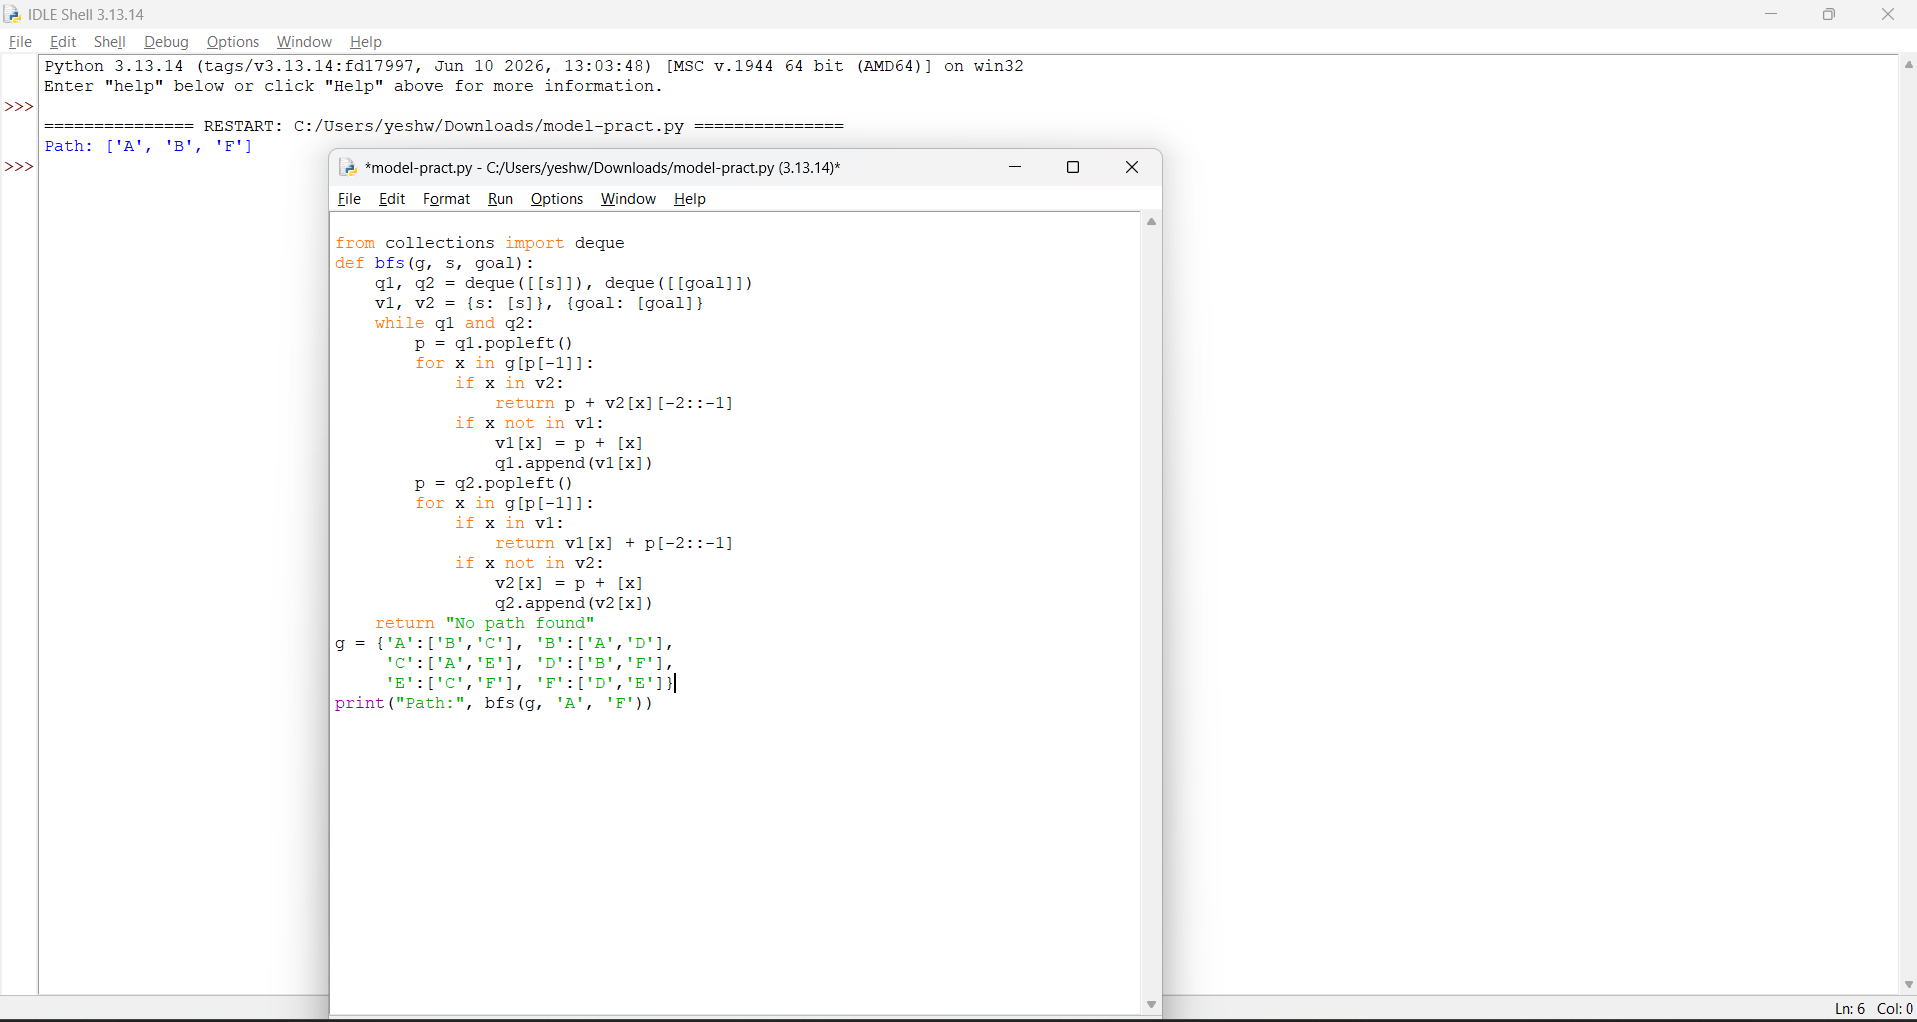 IDLE Shell 3.13.14
File Edit Shell Debug Options Window Help
Python 3.13.14 (tags/v3.13.14:fd17997, Jun 10 2026, 13:03:48) [MSC v.1944 64 bit (AMD64)] on win32
Enter "help" below or click "Help" above for more information.
>>>
=============== RESTART: C:/Users/yeshw/Downloads/model-pract.py ===============
Path: ['A', 'B', 'F']
>>>
*model-pract.py - C:/Users/yeshw/Downloads/model-pract.py (3.13.14)*
File Edit Format Run Options Window Help
from collections import deque
def bfs(g, s, goal):
    q1, q2 = deque([[s]]), deque([[goal]])
    v1, v2 = {s: [s]}, {goal: [goal]}
    while q1 and q2:
        p = q1.popleft()
        for x in g[p[-1]]:
            if x in v2:
                return p + v2[x][-2::-1]
            if x not in v1:
                v1[x] = p + [x]
                q1.append(v1[x])
        p = q2.popleft()
        for x in g[p[-1]]:
            if x in v1:
                return v1[x] + p[-2::-1]
            if x not in v2:
                v2[x] = p + [x]
                q2.append(v2[x])
    return "No path found"
g = {'A':['B','C'], 'B':['A','D'],
     'C':['A','E'], 'D':['B','F'],
     'E':['C','F'], 'F':['D','E']}
print("Path:", bfs(g, 'A', 'F'))
Ln: 6 Col: 0